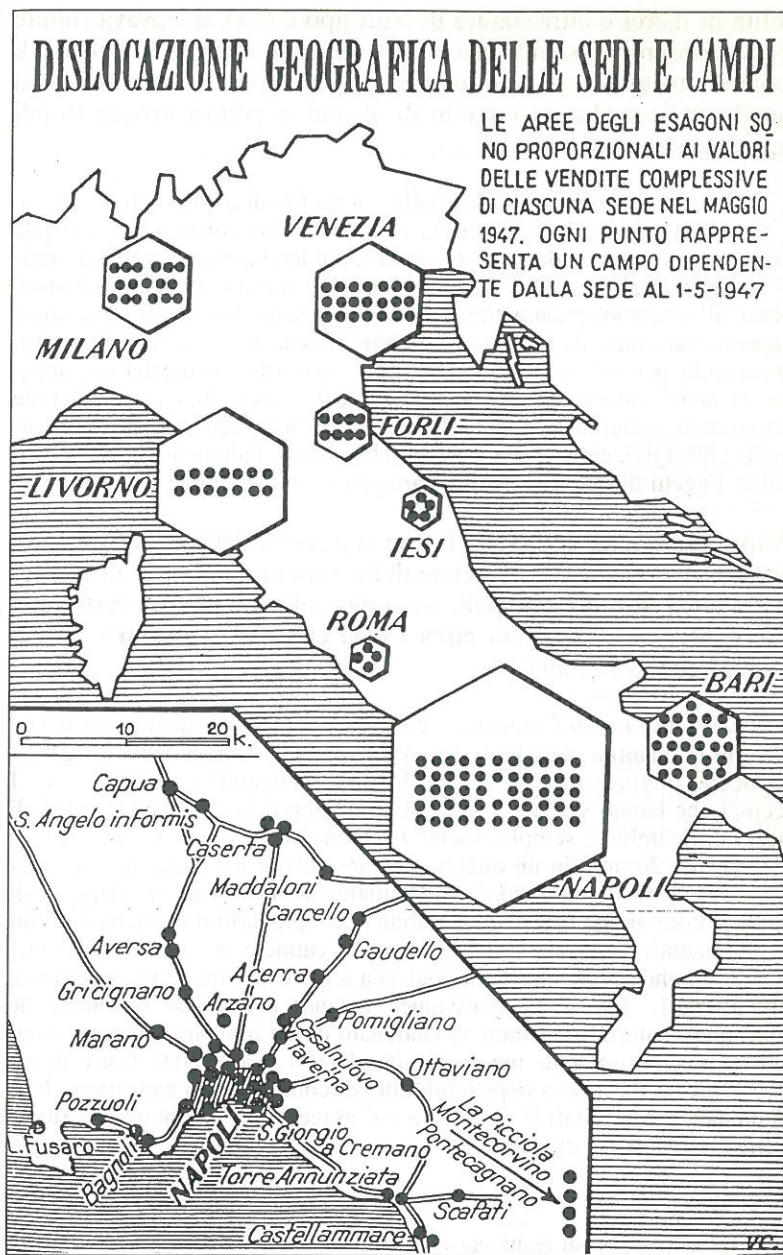 DISLOCAZIONE GEOGRAFICA DELLE SEDI E CAMPI
LE AREE DEGLI ESAGONI SO-
NO PROPORZIONALI AI VALORI
DELLE VENDITE COMPLESSIVE
DI CIASCUNA SEDE NEL MAGGIO
1947. OGNI PUNTO RAPPRE-
SENTA UN CAMPO DIPENDEN-
TE DALLA SEDE AL 1-5-1947
VENEZIA
MILANO
FORLI
LIVORNO
IESI
ROMA
BARI
NAPOLI
0 10 20 k.
Capua
S. Angelo in Formis
Caserta
Maddaloni
Cancello
Aversa
Gaudello
Acerra
Gricignano
Arzano
Pomigliano
Marano
Casalnuovo
Taverna
Ottaviano
Pozzuoli
La Picciola
Montecorvino
Pontecagnano
L. Fusaro
Bagnoli
NAPOLI
S. Giorgio
a Cremano
Torre Annunziata
Scafati
Castellammare
VC